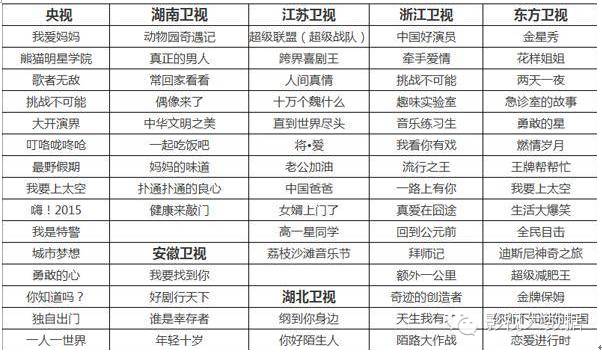 央视 湖南卫视 江苏卫视 浙江卫视 东方卫视
我爱妈妈 动物园奇遇记 超级联盟（超级战队） 中国好演员 金星秀
熊猫明星学院 真正的男人 跨界喜剧王 牵手爱情 花样姐姐
歌者无敌 常回家看看 人间真情 挑战不可能 两天一夜
挑战不可能 偶像来了 十万个魏什么 趣味实验室 急诊室的故事
大开演界 中华文明之美 直到世界尽头 音乐练习生 勇敢的星
叮咯咙咚呛 一起吃饭吧 将•爱 我看你有戏 燃情岁月
最野假期 妈妈的味道 老公加油 流行之王 王牌帮帮忙
我要上太空 扑通扑通的良心 中国爸爸 一路上有你 我要上太空
嗨！2015 健康来敲门 女婿上门了 真爱在囧途 生活大爆笑
我是特警 高一星同学 回到公元前 全民目击
城市梦想 安徽卫视 荔枝沙滩音乐节 拜师记 迪斯尼神奇之旅
勇敢的心 我要找到你 额外一公里 超级减肥王
你知道吗？ 好剧行天下 湖北卫视 奇迹的创造者 金牌保姆
独自出门 谁是幸存者 纲到你身边 天生我有 国
一人一世界 年轻十岁 你好陌生人 陌路大作战 恋爱进行时
影视大数据